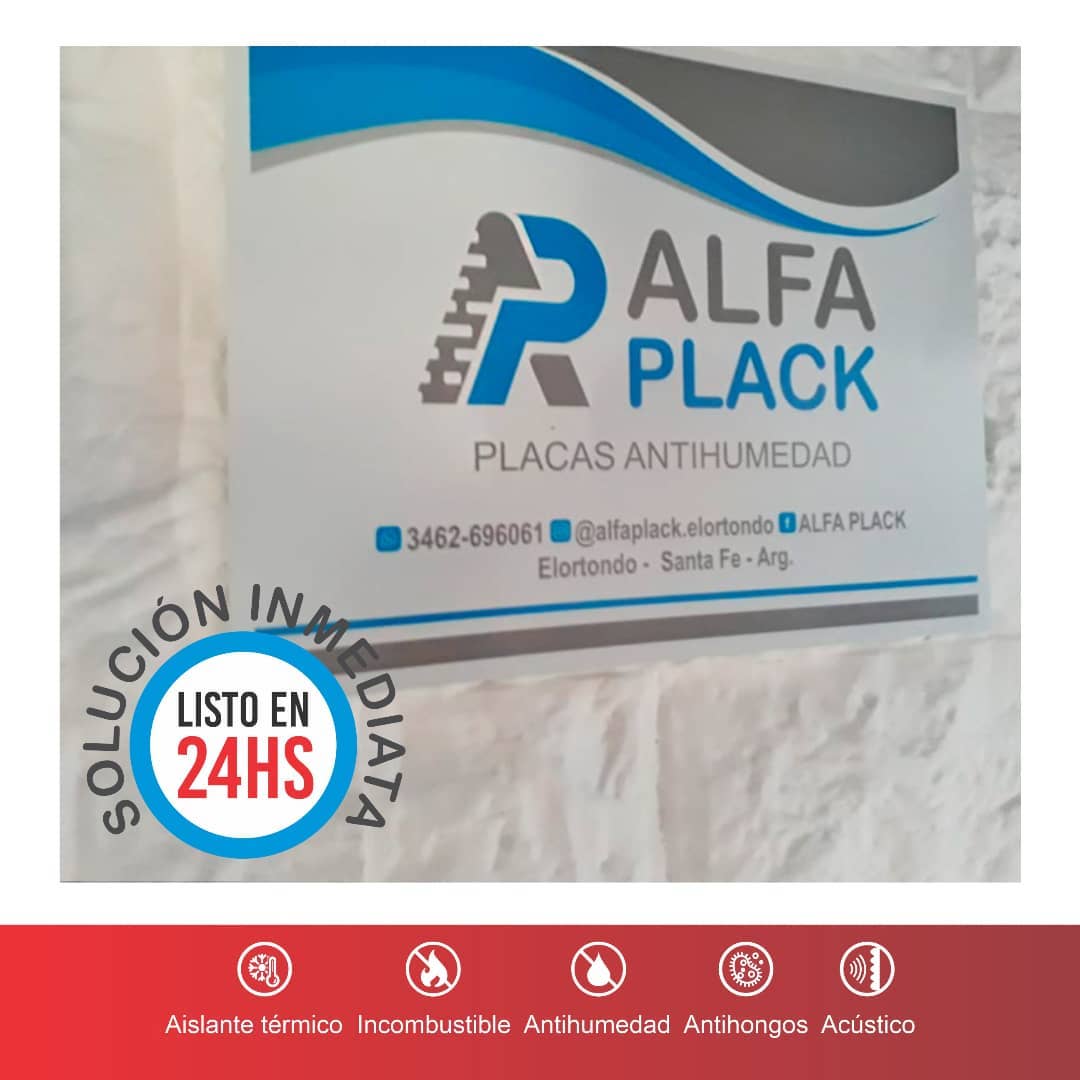 ALFA
PLACK
PLACAS ANTIHUMEDAD
3462-696061 @alfaplack.elortondo ALFA PLACK
Elortondo - Santa Fe - Arg.
SOLUCIÓN INMEDIATA
LISTO EN
24HS
Aislante térmico Incombustible Antihumedad Antihongos Acústico